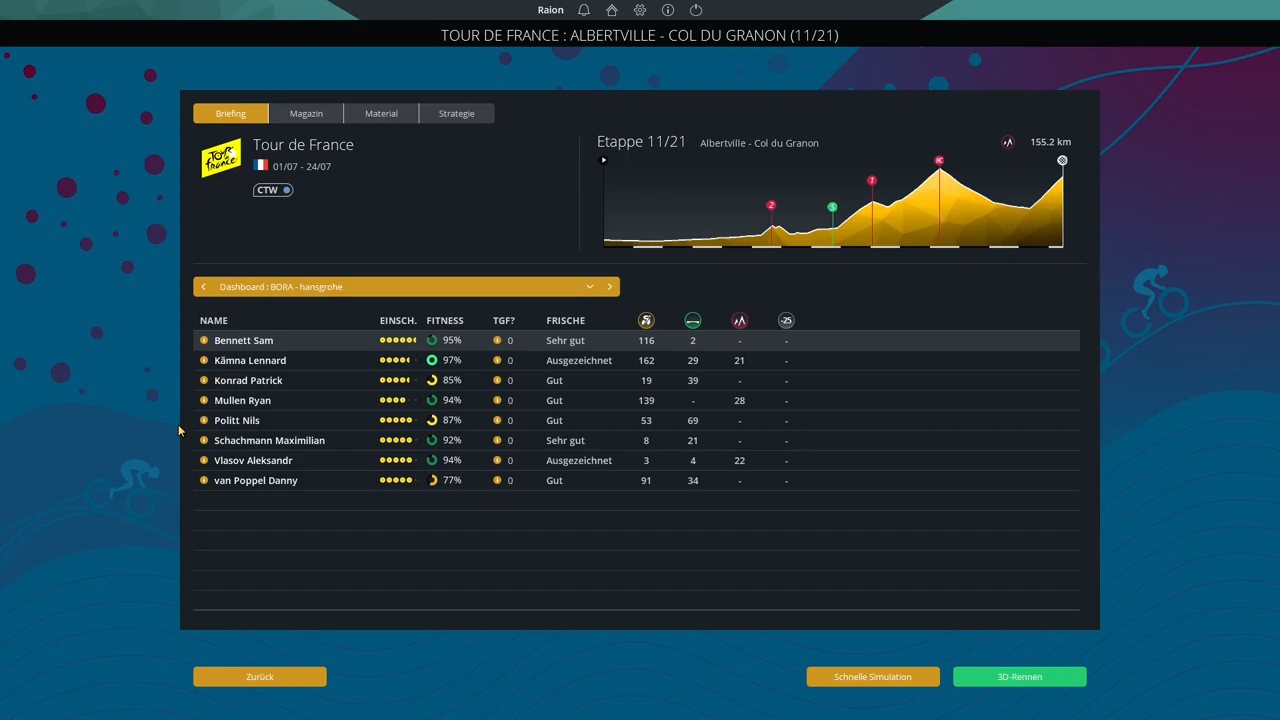 Raion
TOUR DE FRANCE : ALBERTVILLE - COL DU GRANON (11/21)
Briefing Magazin Material Strategie
TOUR de france
Tour de France
01/07 - 24/07
CTW
Etappe 11/21 Albertville - Col du Granon 155.2 km
HC
1
2
S
Dashboard : BORA - hansgrohe
NAME EINSCH. FITNESS TGF? FRISCHE -25
Bennett Sam 95% 0 Sehr gut 116 2 - -
Kämna Lennard 97% 0 Ausgezeichnet 162 29 21 -
Konrad Patrick 85% 0 Gut 19 39 - -
Mullen Ryan 94% 0 Gut 139 - 28 -
Politt Nils 87% 0 Gut 53 69 - -
Schachmann Maximilian 92% 0 Sehr gut 8 21 - -
Vlasov Aleksandr 94% 0 Ausgezeichnet 3 4 22 -
van Poppel Danny 77% 0 Gut 91 34 - -
Zurück Schnelle Simulation 3D-Rennen